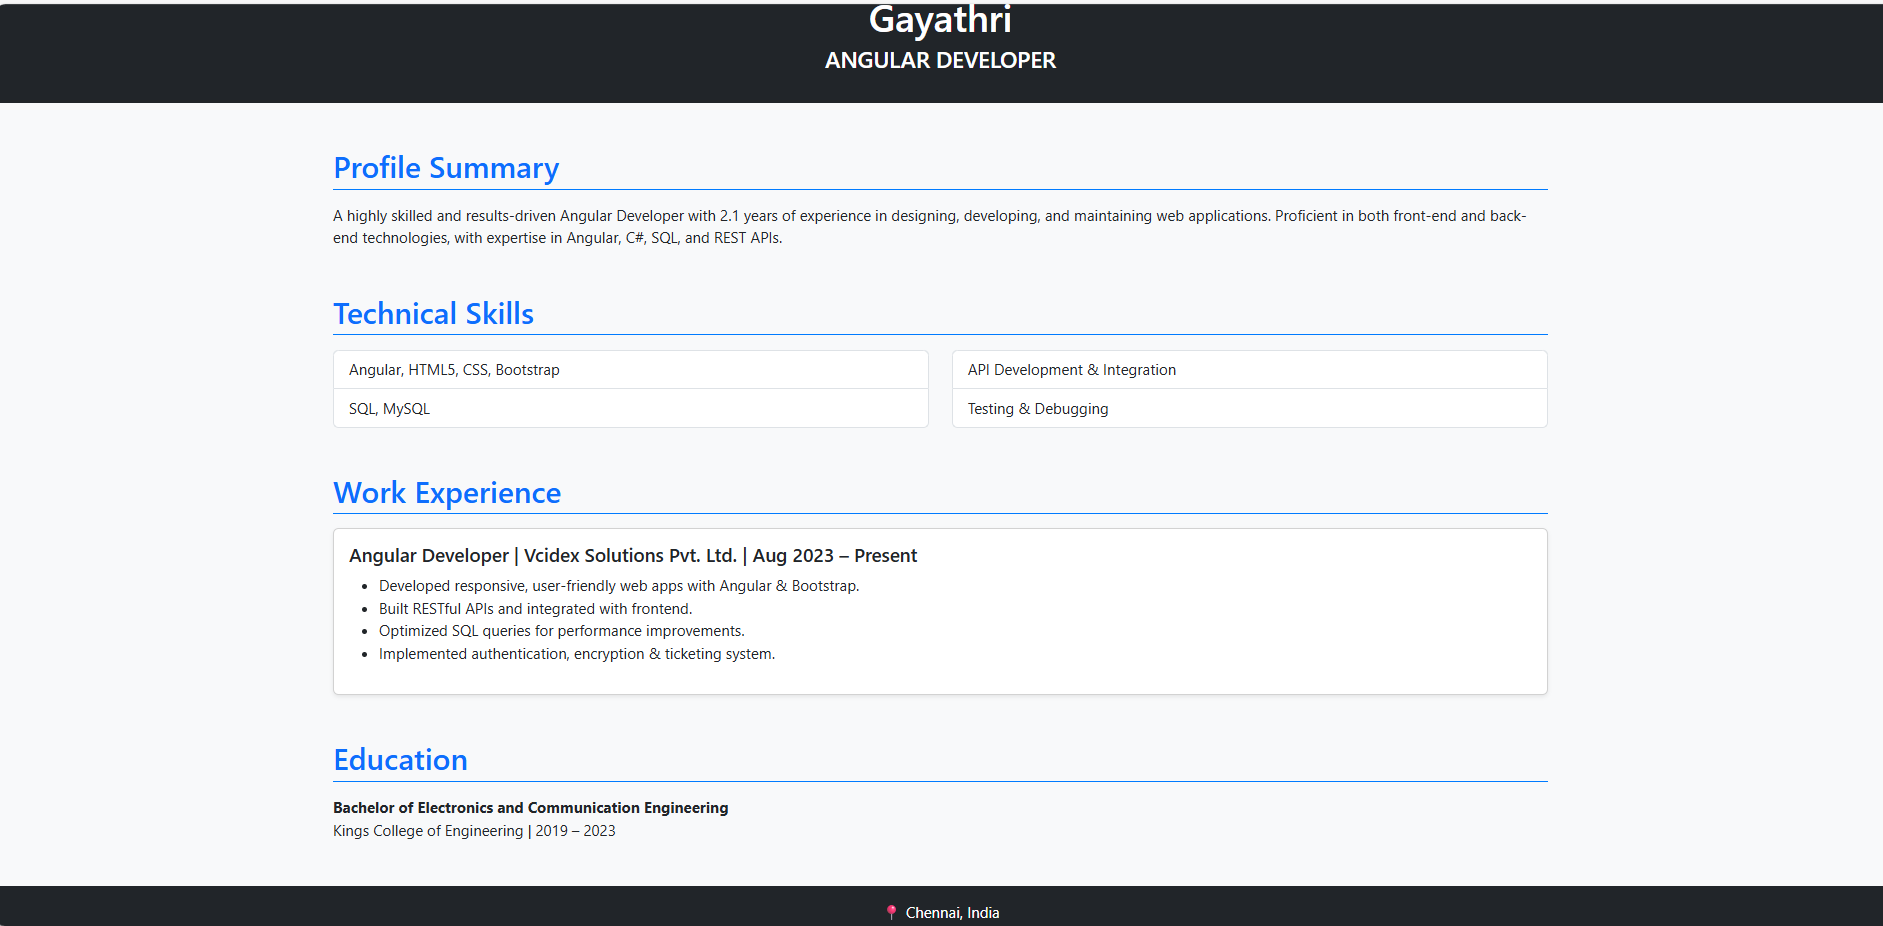 Gayathri
ANGULAR DEVELOPER
Profile Summary
A highly skilled and results-driven Angular Developer with 2.1 years of experience in designing, developing, and maintaining web applications. Proficient in both front-end and back-
end technologies, with expertise in Angular, C#, SQL, and REST APIs.
Technical Skills
Angular, HTML5, CSS, Bootstrap
SQL, MySQL
API Development & Integration
Testing & Debugging
Work Experience
Angular Developer | Vcidex Solutions Pvt. Ltd. | Aug 2023 – Present
• Developed responsive, user-friendly web apps with Angular & Bootstrap.
• Built RESTful APIs and integrated with frontend.
• Optimized SQL queries for performance improvements.
• Implemented authentication, encryption & ticketing system.
Education
Bachelor of Electronics and Communication Engineering
Kings College of Engineering | 2019 – 2023
📍 Chennai, India